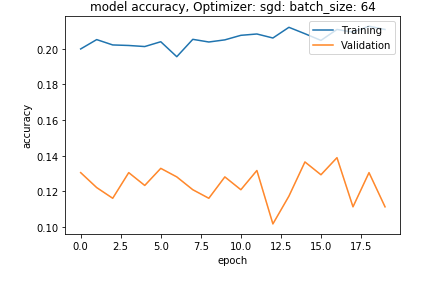 model accuracy, Optimizer: sgd: batch_size: 64
Training
Validation
0.20
0.18
0.16
0.14
0.12
0.10
accuracy
0.0 2.5 5.0 7.5 10.0 12.5 15.0 17.5
epoch